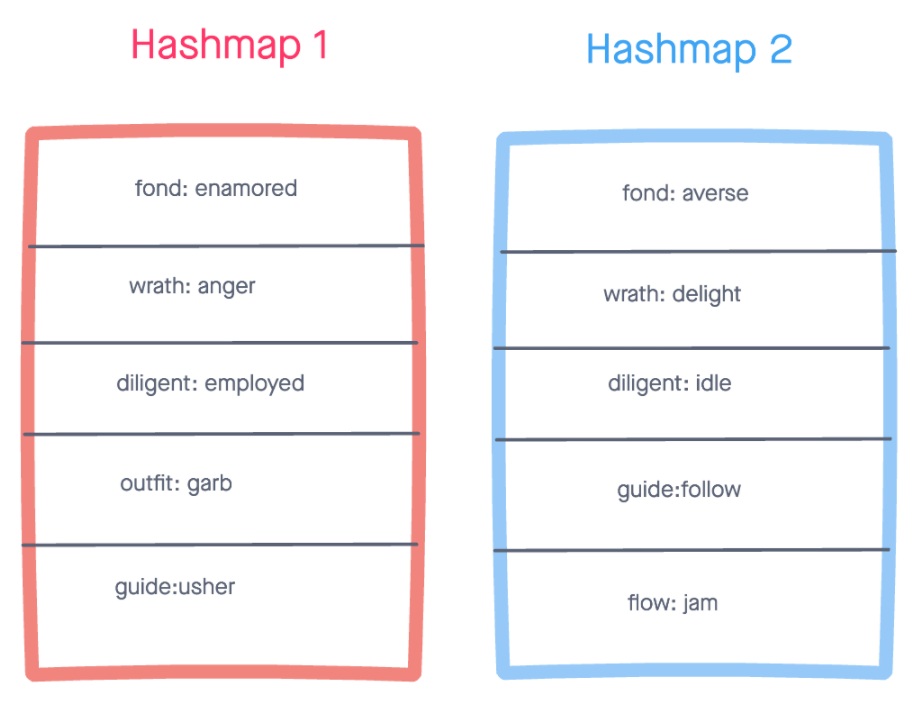 Hashmap 1
fond: enamored
wrath: anger
diligent: employed
outfit: garb
guide:usher
Hashmap 2
fond: averse
wrath: delight
diligent: idle
guide:follow
flow: jam